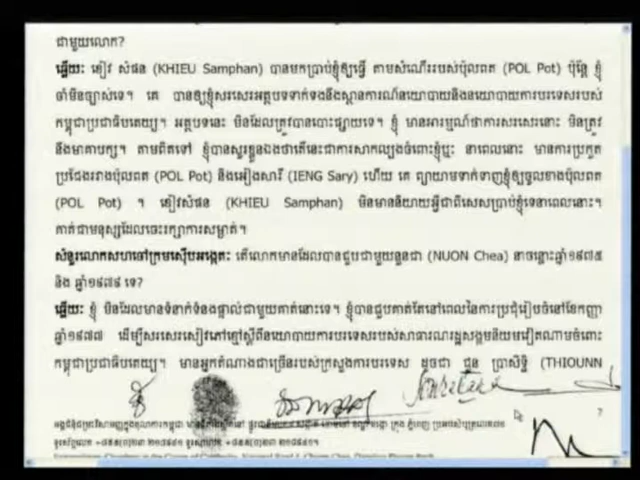 ជាមួយលោក?
ឆ្លើយ: ខៀវ សំផន (KHIEU Samphan) បានមកប្រាប់ខ្ញុំឲ្យធ្វើ តាមសំណើររបស់ប៉ុលពត (POL Pot) ប៉ុន្តែ ខ្ញុំ
ចាំមិនច្បាស់ទេ។ គេ បានឲ្យខ្ញុំសរសេរអត្ថបទទាក់ទងនឹងស្ថានការណ៍នយោបាយនិងនយោបាយការបរទេសរបស់
កម្ពុជាប្រជាធិបតេយ្យ។ អត្ថបទនេះ មិនដែលត្រូវបានបោះផ្សាយទេ។ ខ្ញុំ មានអារម្មណ៍ថាការសរសេរនោះ មិនត្រូវ
នឹងមាគាបក្ស។ តាមពិតទៅ ខ្ញុំបានសួរខ្លួនឯងថាតើនេះជាការសាកល្បងចំពោះខ្ញុំឬ នាពេលនោះ មានការប្រកួត
ប្រជែងរវាងប៉ុលពត (POL Pot) និងអៀងសារី (IENG Sary) ហើយ គេ ព្យាយាមទាក់ទាញខ្ញុំឲ្យចូលខាងប៉ុលពត
(POL Pot) ។ ខៀវសំផន (KHIEU Samphan) មិនមាននិយាយអ្វីជាពិសេសប្រាប់ខ្ញុំទេនាពេលនោះ។
គាត់ជាមនុស្សដែលចេះរក្សាការសម្ងាត់។
សំនួរលោកសហចៅក្រមស៊ើបអង្កេត: តើលោកមានដែលបានជួបជាមួយនួនជា (NUON Chea) នាចន្លោះឆ្នាំ១៩៧៥
និង ឆ្នាំ១៩៧៩ ទេ?
ឆ្លើយ: ខ្ញុំ មិនដែលមានទំនាក់ទំនងផ្ទាល់ជាមួយគាត់នោះទេ។ ខ្ញុំបានជួបគាត់តែនៅពេលនៃការប្រជុំរៀបចំនៅខែកញ្ញា
ឆ្នាំ១៩៧៧ ដើម្បីសរសេរសៀវភៅខ្មៅស្តីពីនយោបាយការបរទេសរបស់សាធារណរដ្ឋសង្គមនិយមវៀតណាមចំពោះ
កម្ពុជាប្រជាធិបតេយ្យ។ មានអ្នកតំណាងជាច្រើនរបស់ក្រសួងការបរទេស ដូចជា ជួន ប្រាសិទ្ធិ (THIOUNN
7